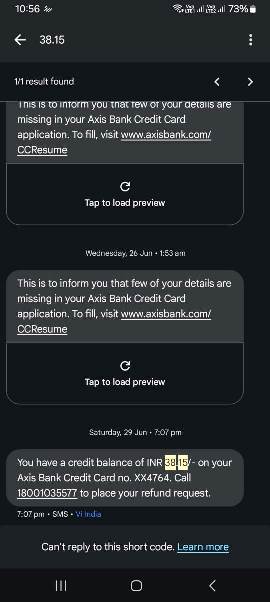 10:56
73%
38.15
1/1 result found
This is to inform you that few of your details are
missing in your Axis Bank Credit Card
application. To fill, visit www.axisbank.com/
CCResume
Tap to load preview
Wednesday, 26 Jun • 1:53 am
This is to inform you that few of your details are
missing in your Axis Bank Credit Card
application. To fill, visit www.axisbank.com/
CCResume
Tap to load preview
Saturday, 29 Jun • 7:07 pm
You have a credit balance of INR 38.15/- on your
Axis Bank Credit Card no. XX4764. Call
18001035577 to place your refund request.
7:07 pm • SMS • Vi India
Can't reply to this short code. Learn more